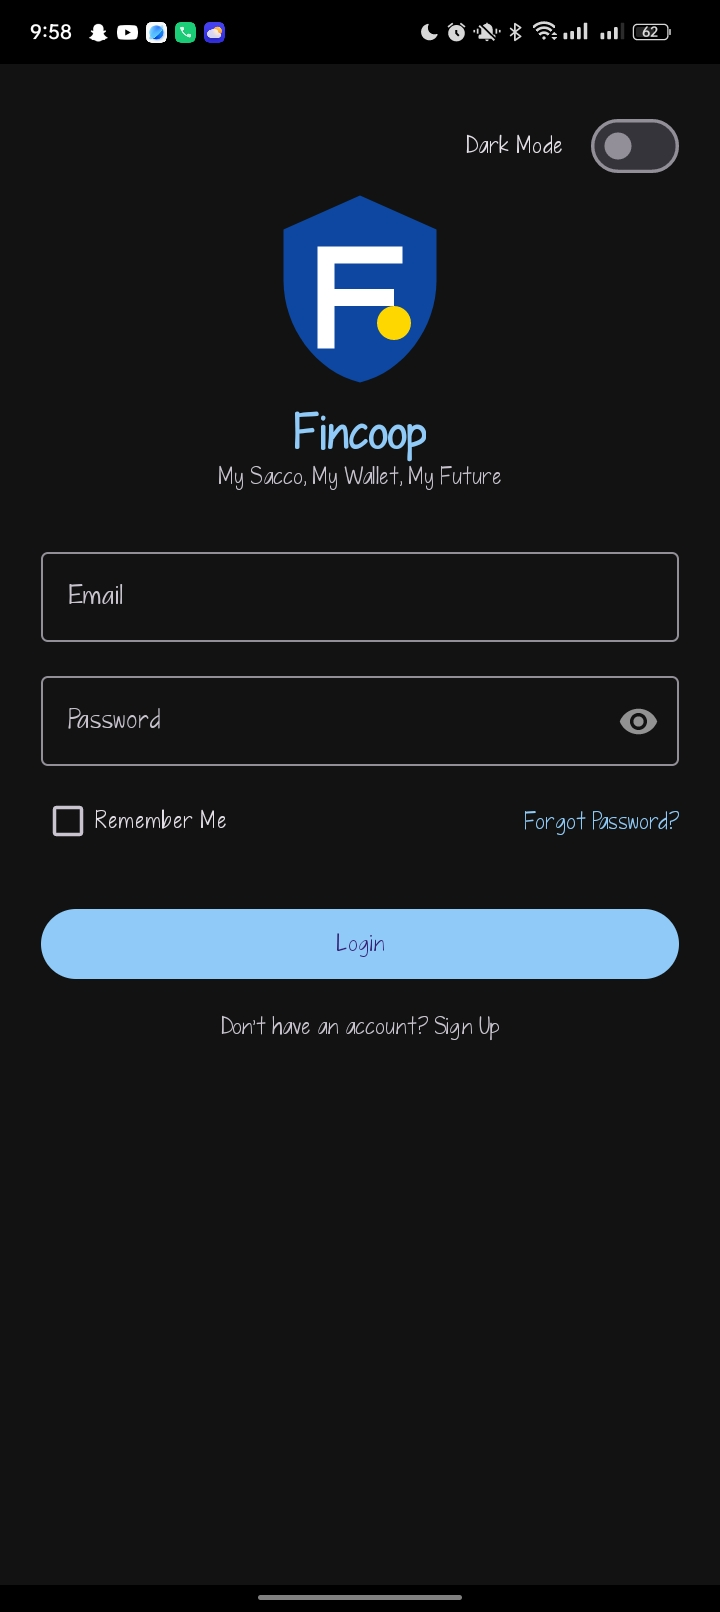 9:58 62
Dark Mode
F
Fincoop
My Sacco, My Wallet, My Future
Email
Password
Remember Me Forgot Password?
Login
Don't have an account? Sign Up